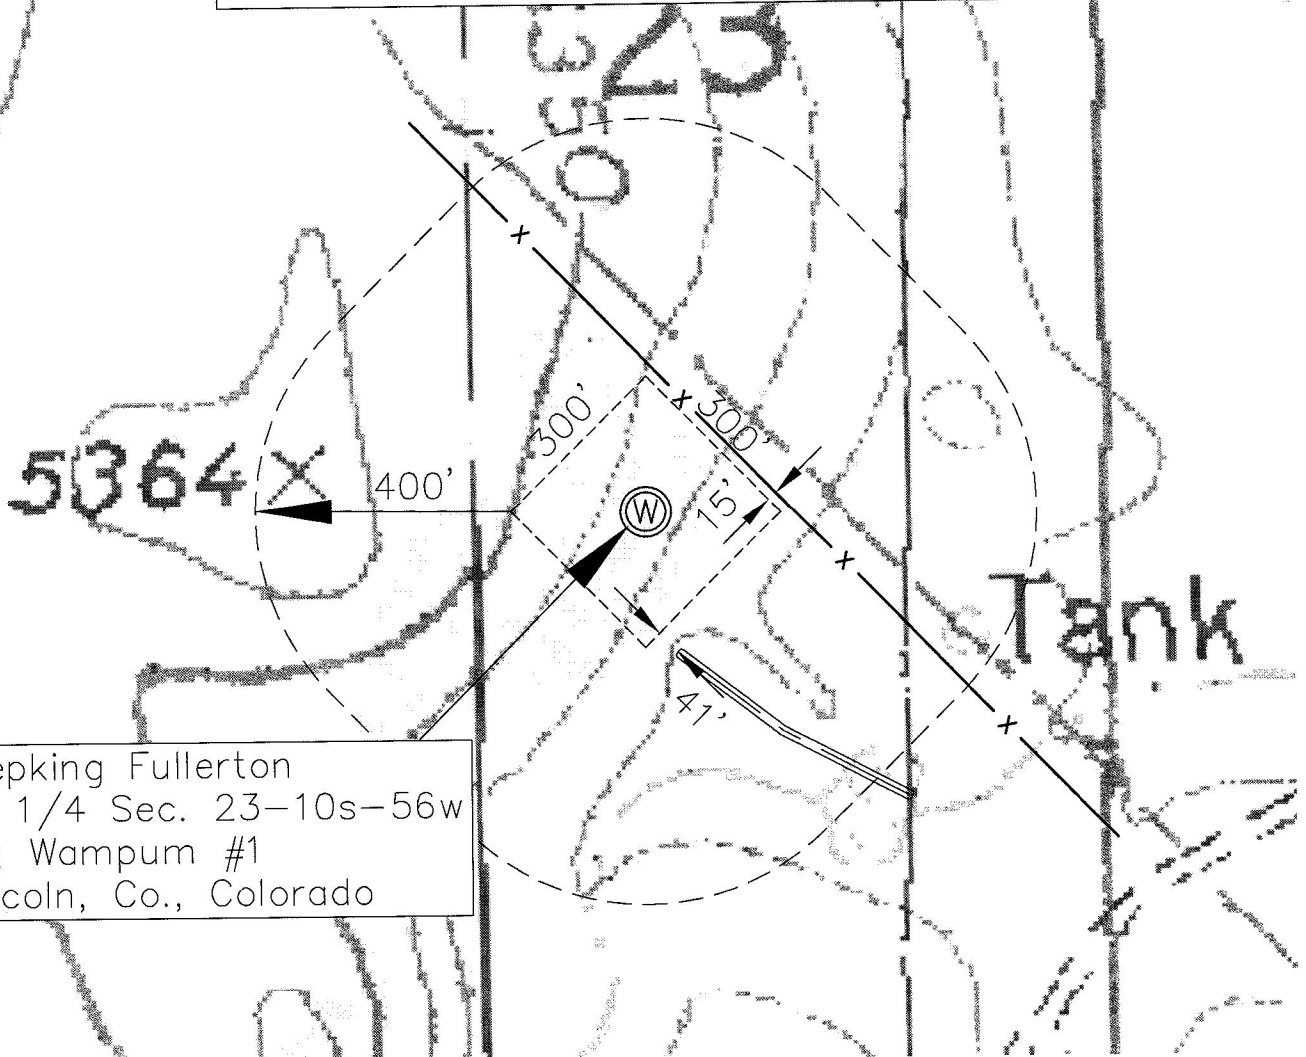 5350
23
300'
300'
5364
400'
W
15'
Tank
41'
epking Fullerton
1/4 Sec. 23-10s-56w
Wampum #1
coln, Co., Colorado